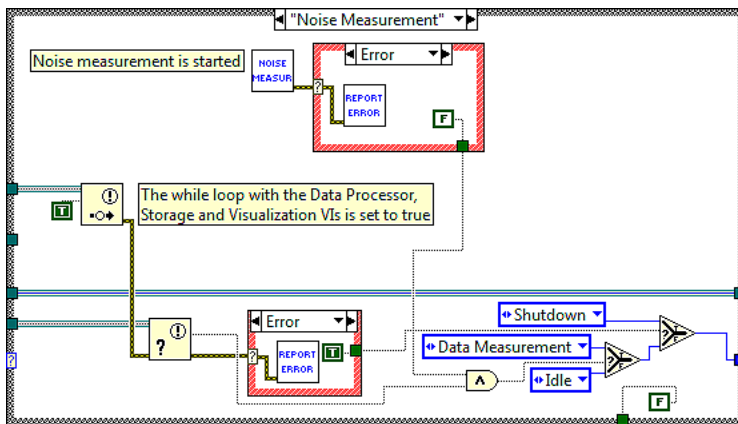 "Noise Measurement"
Noise measurement is started
NOISE
MEASUR
Error
?
REPORT
ERROR
F
T
The while loop with the Data Processor,
Storage and Visualization VIs is set to true
Error
?
?
REPORT
ERROR
T
Shutdown
Data Measurement
Idle
?
T
F
?
T
F
?
F